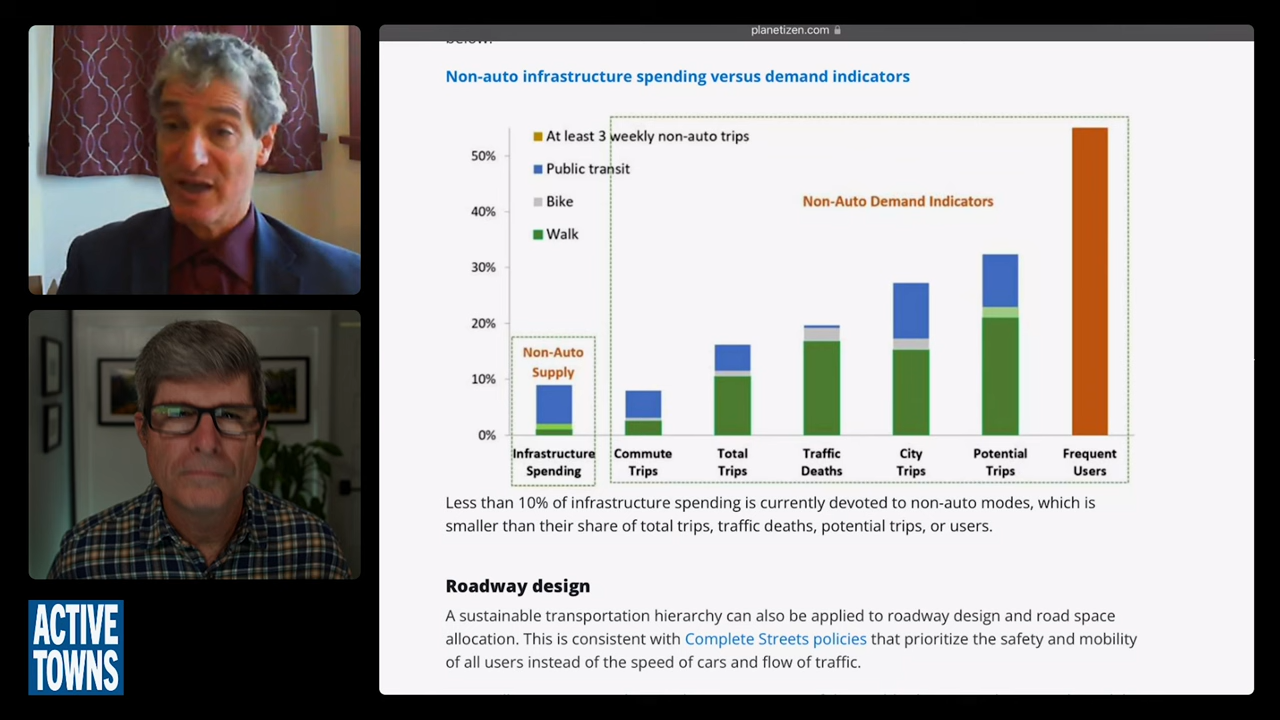 planetizen.com
below.
Non-auto infrastructure spending versus demand indicators
At least 3 weekly non-auto trips
Public transit
Bike
Walk
50%
40%
30%
20%
10%
0%
Non-Auto Demand Indicators
Non-Auto
Supply
Infrastructure
Spending
Commute
Trips
Total
Trips
Traffic
Deaths
City
Trips
Potential
Trips
Frequent
Users
Less than 10% of infrastructure spending is currently devoted to non-auto modes, which is
smaller than their share of total trips, traffic deaths, potential trips, or users.
Roadway design
A sustainable transportation hierarchy can also be applied to roadway design and road space
allocation. This is consistent with Complete Streets policies that prioritize the safety and mobility
of all users instead of the speed of cars and flow of traffic.
ACTIVE
TOWNS